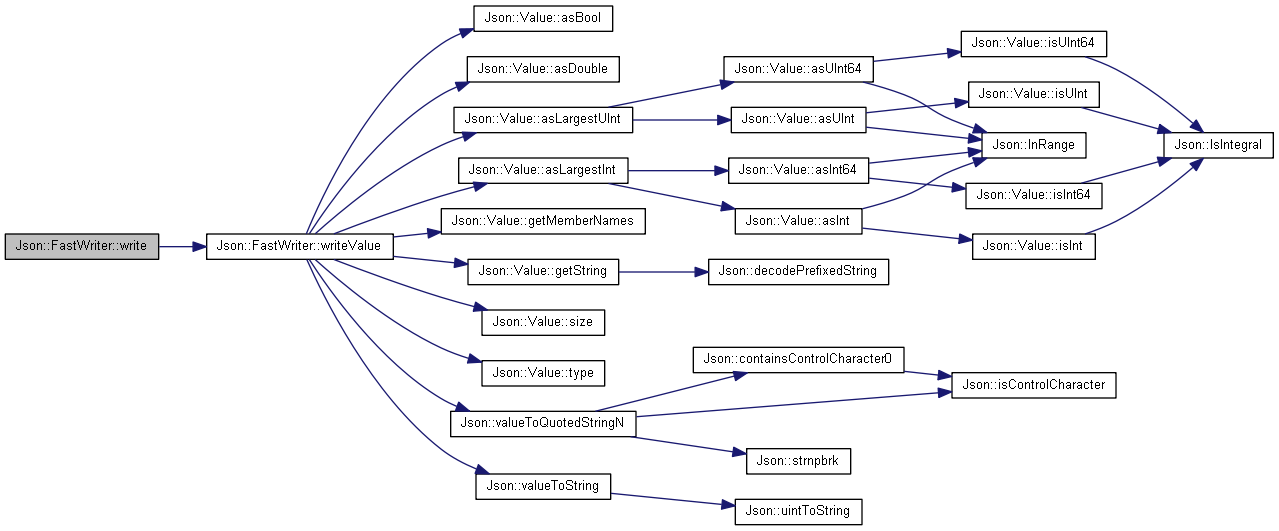 Json::FastWriter::write
Json::FastWriter::writeValue
Json::Value::asBool
Json::Value::asDouble
Json::Value::asLargestUInt
Json::Value::asLargestInt
Json::Value::getMemberNames
Json::Value::getString
Json::Value::size
Json::Value::type
Json::valueToQuotedStringN
Json::valueToString
Json::Value::asUInt64
Json::Value::asUInt
Json::Value::asInt64
Json::Value::asInt
Json::decodePrefixedString
Json::containsControlCharacter0
Json::strnpbrk
Json::uintToString
Json::Value::isUInt64
Json::Value::isUInt
Json::InRange
Json::Value::isInt64
Json::Value::isInt
Json::isControlCharacter
Json::IsIntegral